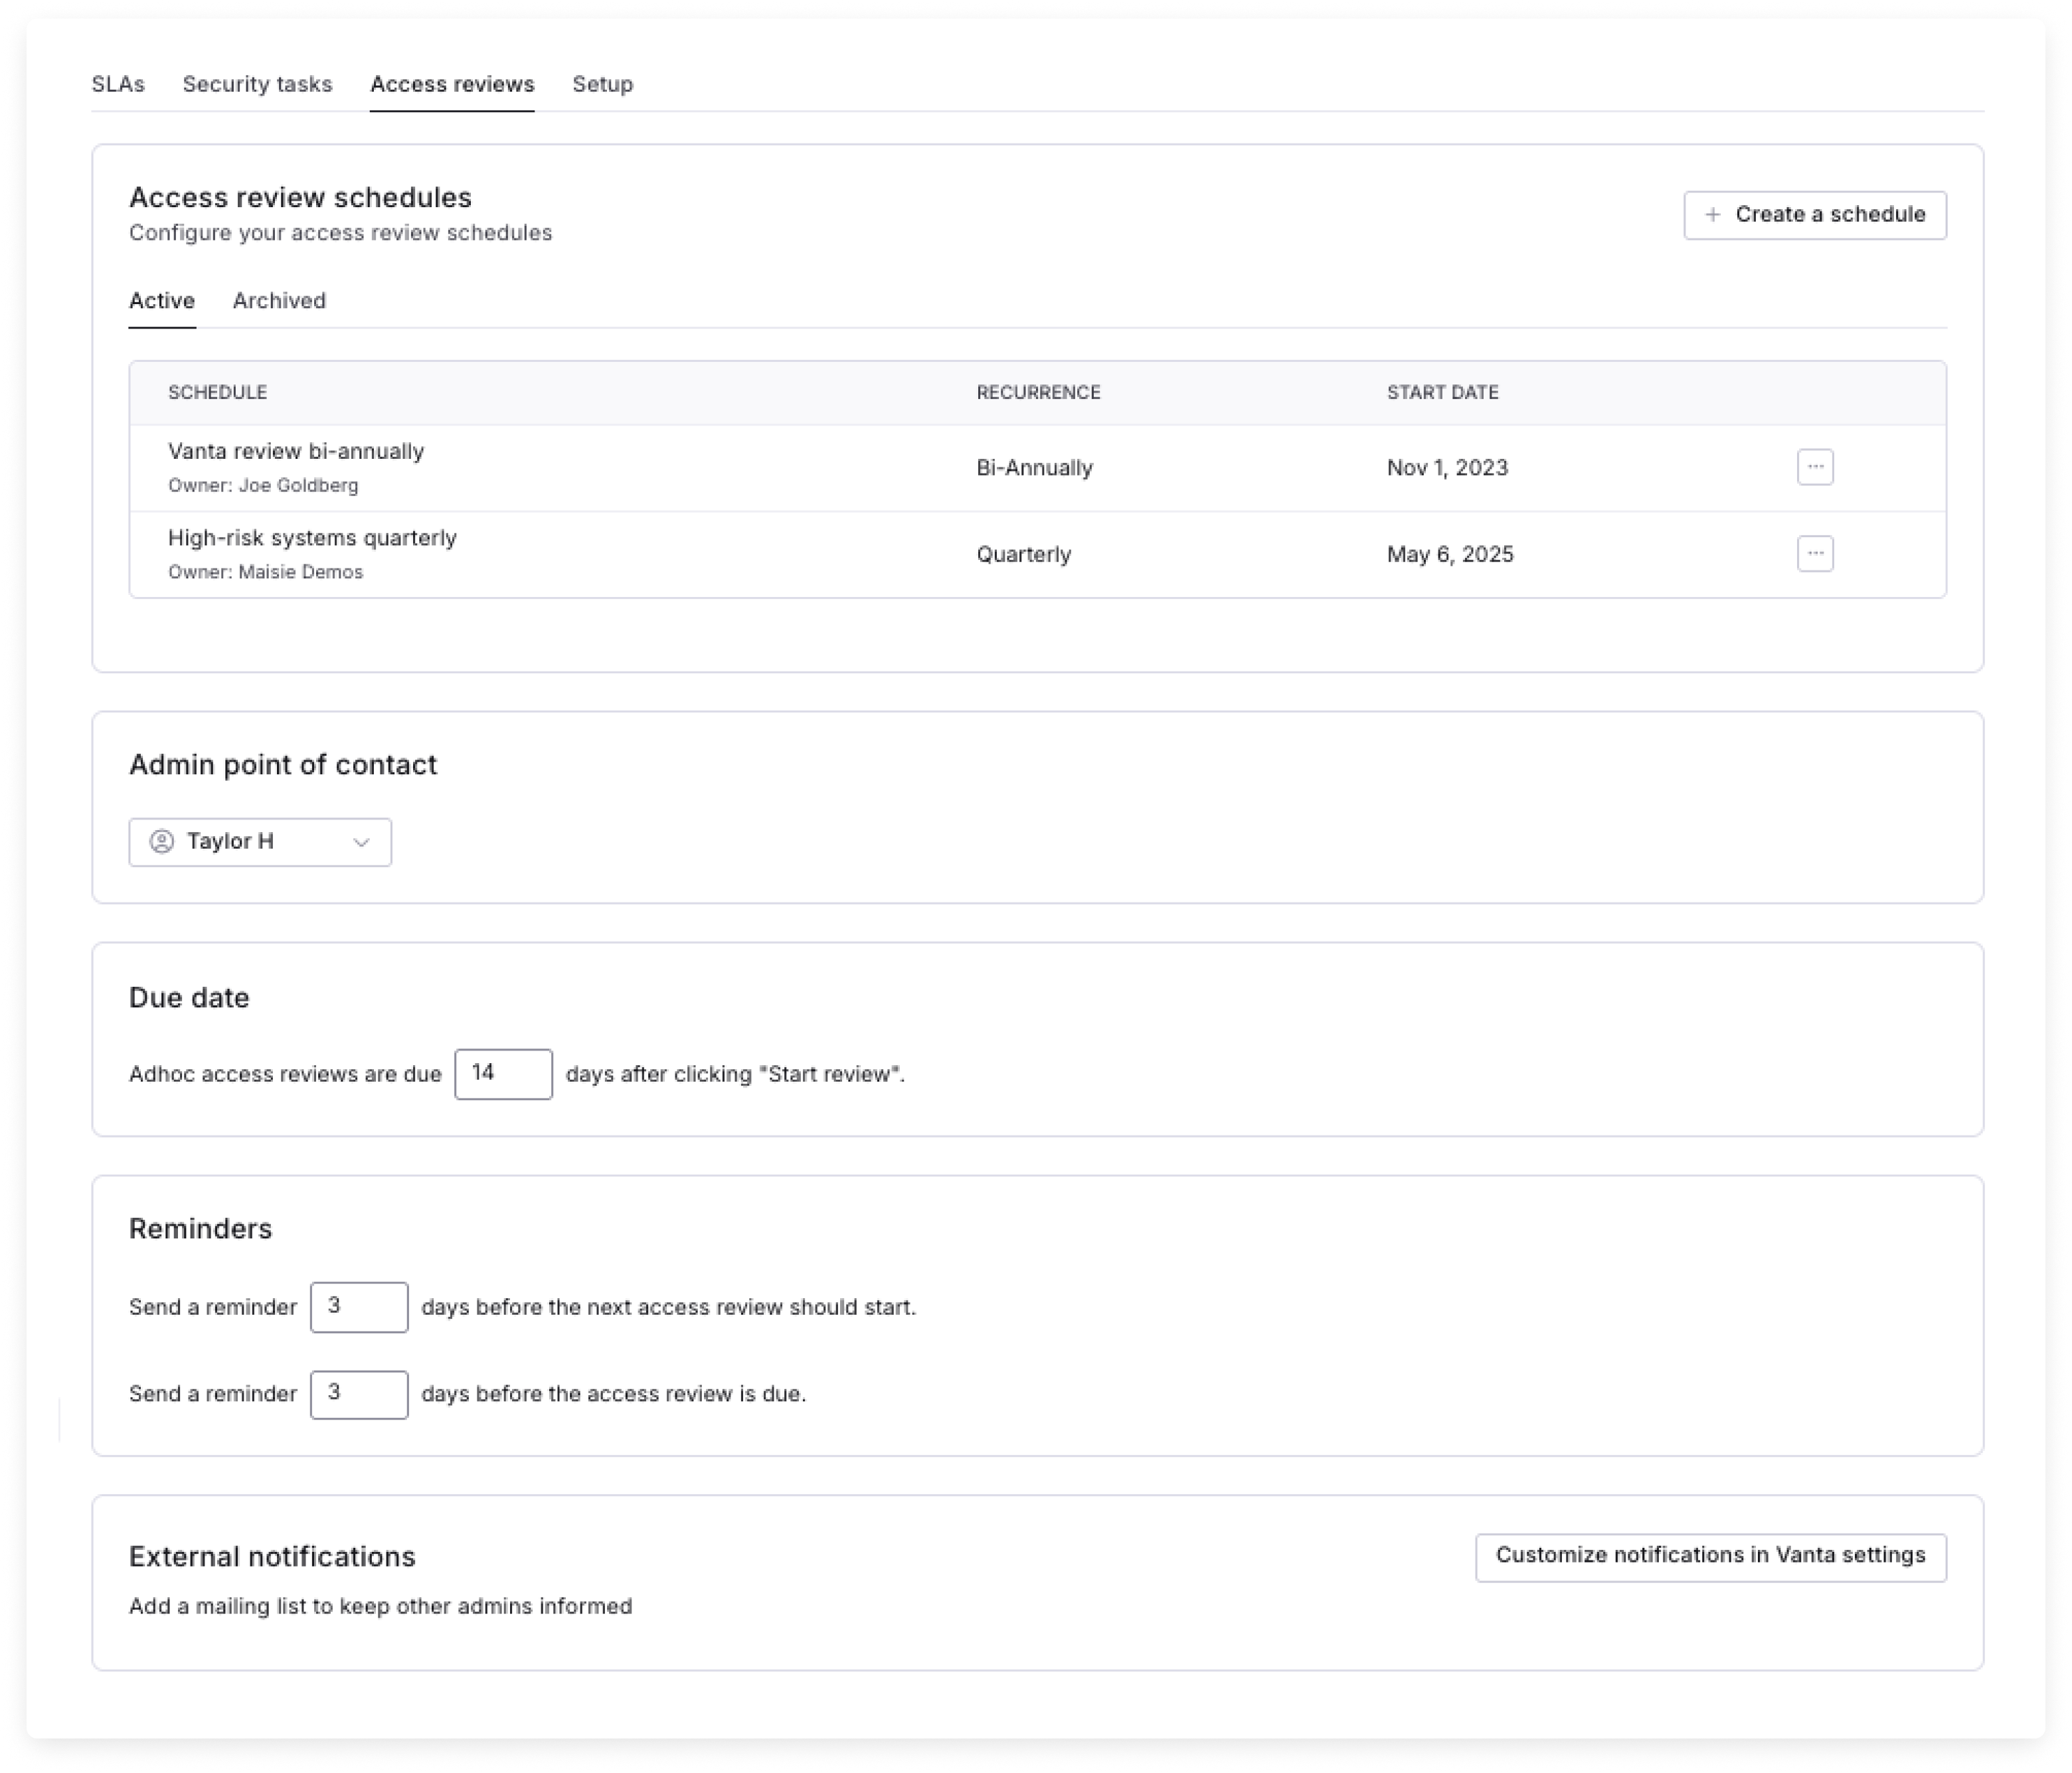 SLAs Security tasks Access reviews Setup
Access review schedules
Configure your access review schedules
+ Create a schedule
Active Archived
SCHEDULE RECURRENCE START DATE
Vanta review bi-annually
Owner: Joe Goldberg
Bi-Annually Nov 1, 2023
High-risk systems quarterly
Owner: Maisie Demos
Quarterly May 6, 2025
Admin point of contact
Taylor H
Due date
Adhoc access reviews are due 14 days after clicking "Start review".
Reminders
Send a reminder 3 days before the next access review should start.
Send a reminder 3 days before the access review is due.
External notifications
Customize notifications in Vanta settings
Add a mailing list to keep other admins informed